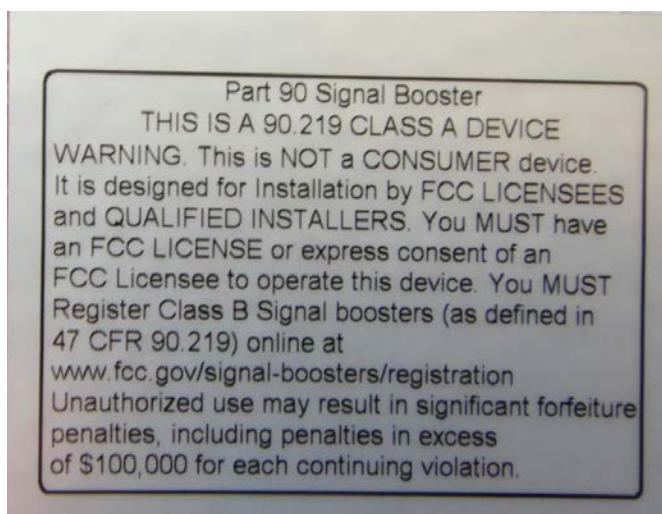 Part 90 Signal Booster
THIS IS A 90.219 CLASS A DEVICE
WARNING. This is NOT a CONSUMER device.
It is designed for Installation by FCC LICENSEES
and QUALIFIED INSTALLERS. You MUST have
an FCC LICENSE or express consent of an
FCC Licensee to operate this device. You MUST
Register Class B Signal boosters (as defined in
47 CFR 90.219) online at
www.fcc.gov/signal-boosters/registration
Unauthorized use may result in significant forfeiture
penalties, including penalties in excess
of $100,000 for each continuing violation.